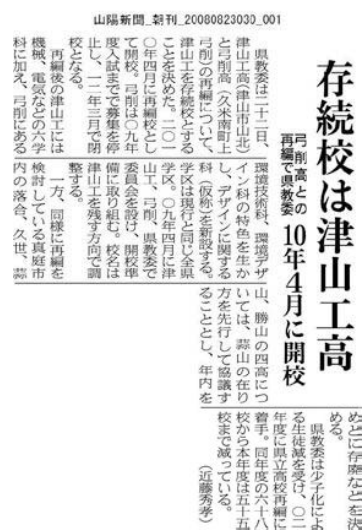 山陽新聞_朝刊_20080823030_001
存続校は津山工高
弓削高との
再編で県教委
10年4月に開校
県教委は二十二日、
津山工高（津山市山北）
と弓削高（久米南町上
弓削）の再編について、
津山工を存続校とする
ことを決めた。二〇一
〇年四月に再編校とし
て開校。弓削は〇九年
度入試までで募集を停
止し、一二年三月で閉
校となる。
再編後の津山工には
機械、電気などの六学
科に加え、弓削にある
環境技術科、環境デザ
イン科の特色を生か
し、デザインに関する
科（仮称）を新設する。
学区は現行と同じ全県
学区。〇九年四月に津
山工、弓削、県教委で
委員会を設け、開校準
備に取り組む。校名は
津山工を残す方向で調
整する。
一方、同様に再編を
検討している真庭市
内の落合、久世、蒜
山、勝山の四高につ
いては、蒜山の在り
方を先行して協議す
ることとし、年内を
めどに存廃などを決
める。
県教委は少子化によ
る生徒減を受け、〇二
年度に県立高校再編に
着手。同年度の六十八
校から本年度は五十五
校まで減っている。
（近藤秀孝）